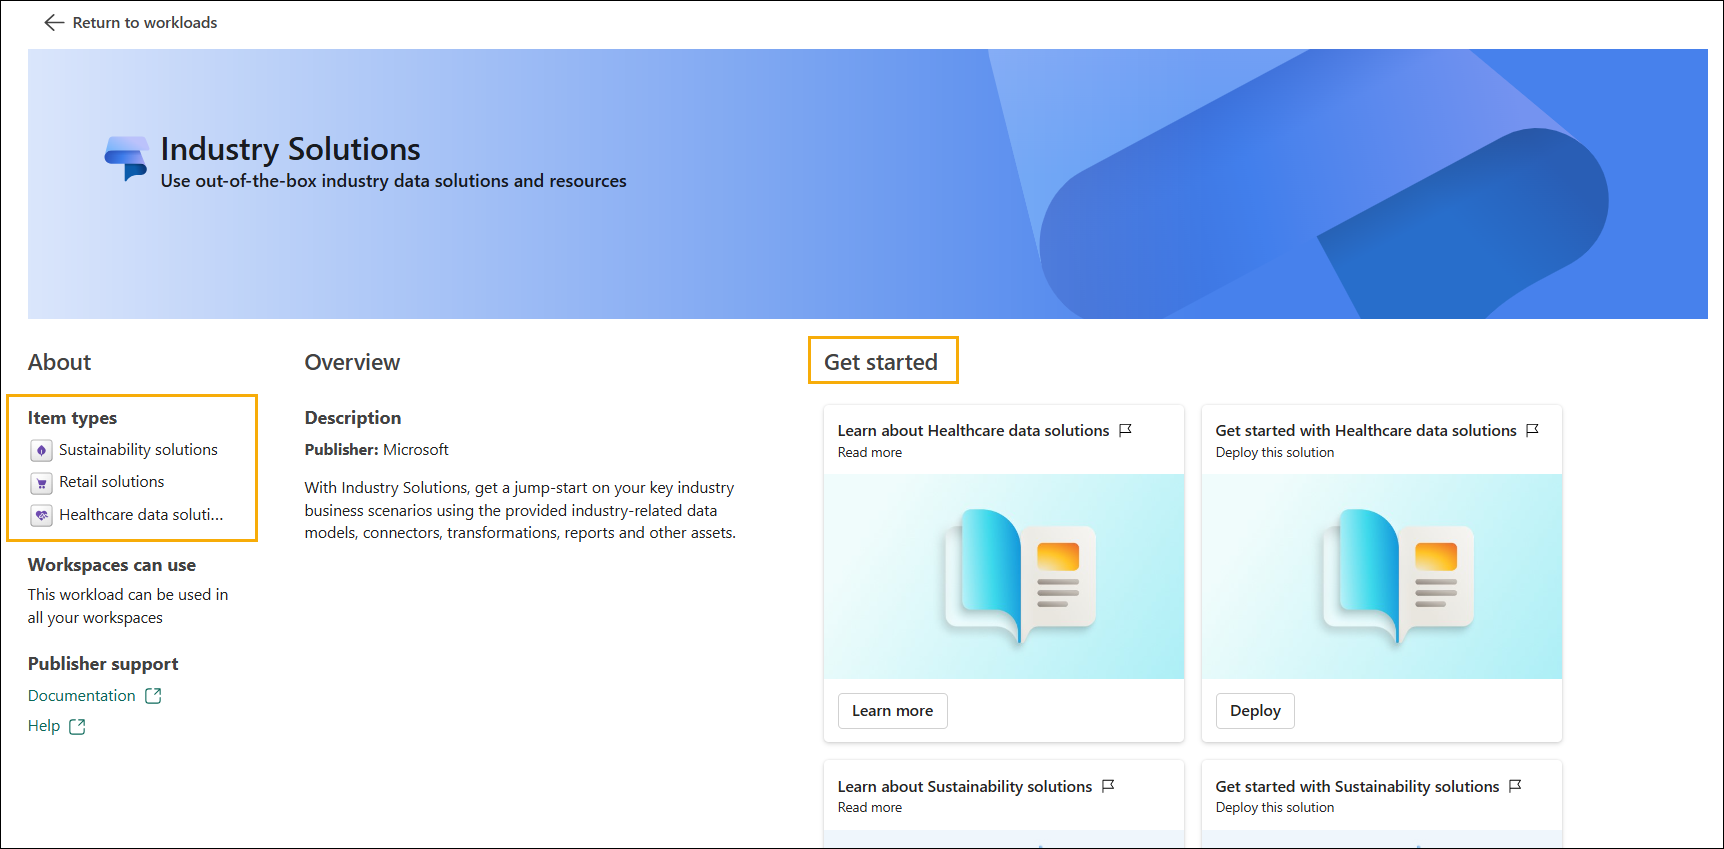 Return to workloads
Industry Solutions
Use out-of-the-box industry data solutions and resources
About
Item types
Sustainability solutions
Retail solutions
Healthcare data soluti...
Workspaces can use
This workload can be used in
all your workspaces
Publisher support
Documentation
Help
Overview
Description
Publisher: Microsoft
With Industry Solutions, get a jump-start on your key industry
business scenarios using the provided industry-related data
models, connectors, transformations, reports and other assets.
Get started
Learn about Healthcare data solutions
Read more
Learn more
Get started with Healthcare data solutions
Deploy this solution
Deploy
Learn about Sustainability solutions
Read more
Get started with Sustainability solutions
Deploy this solution